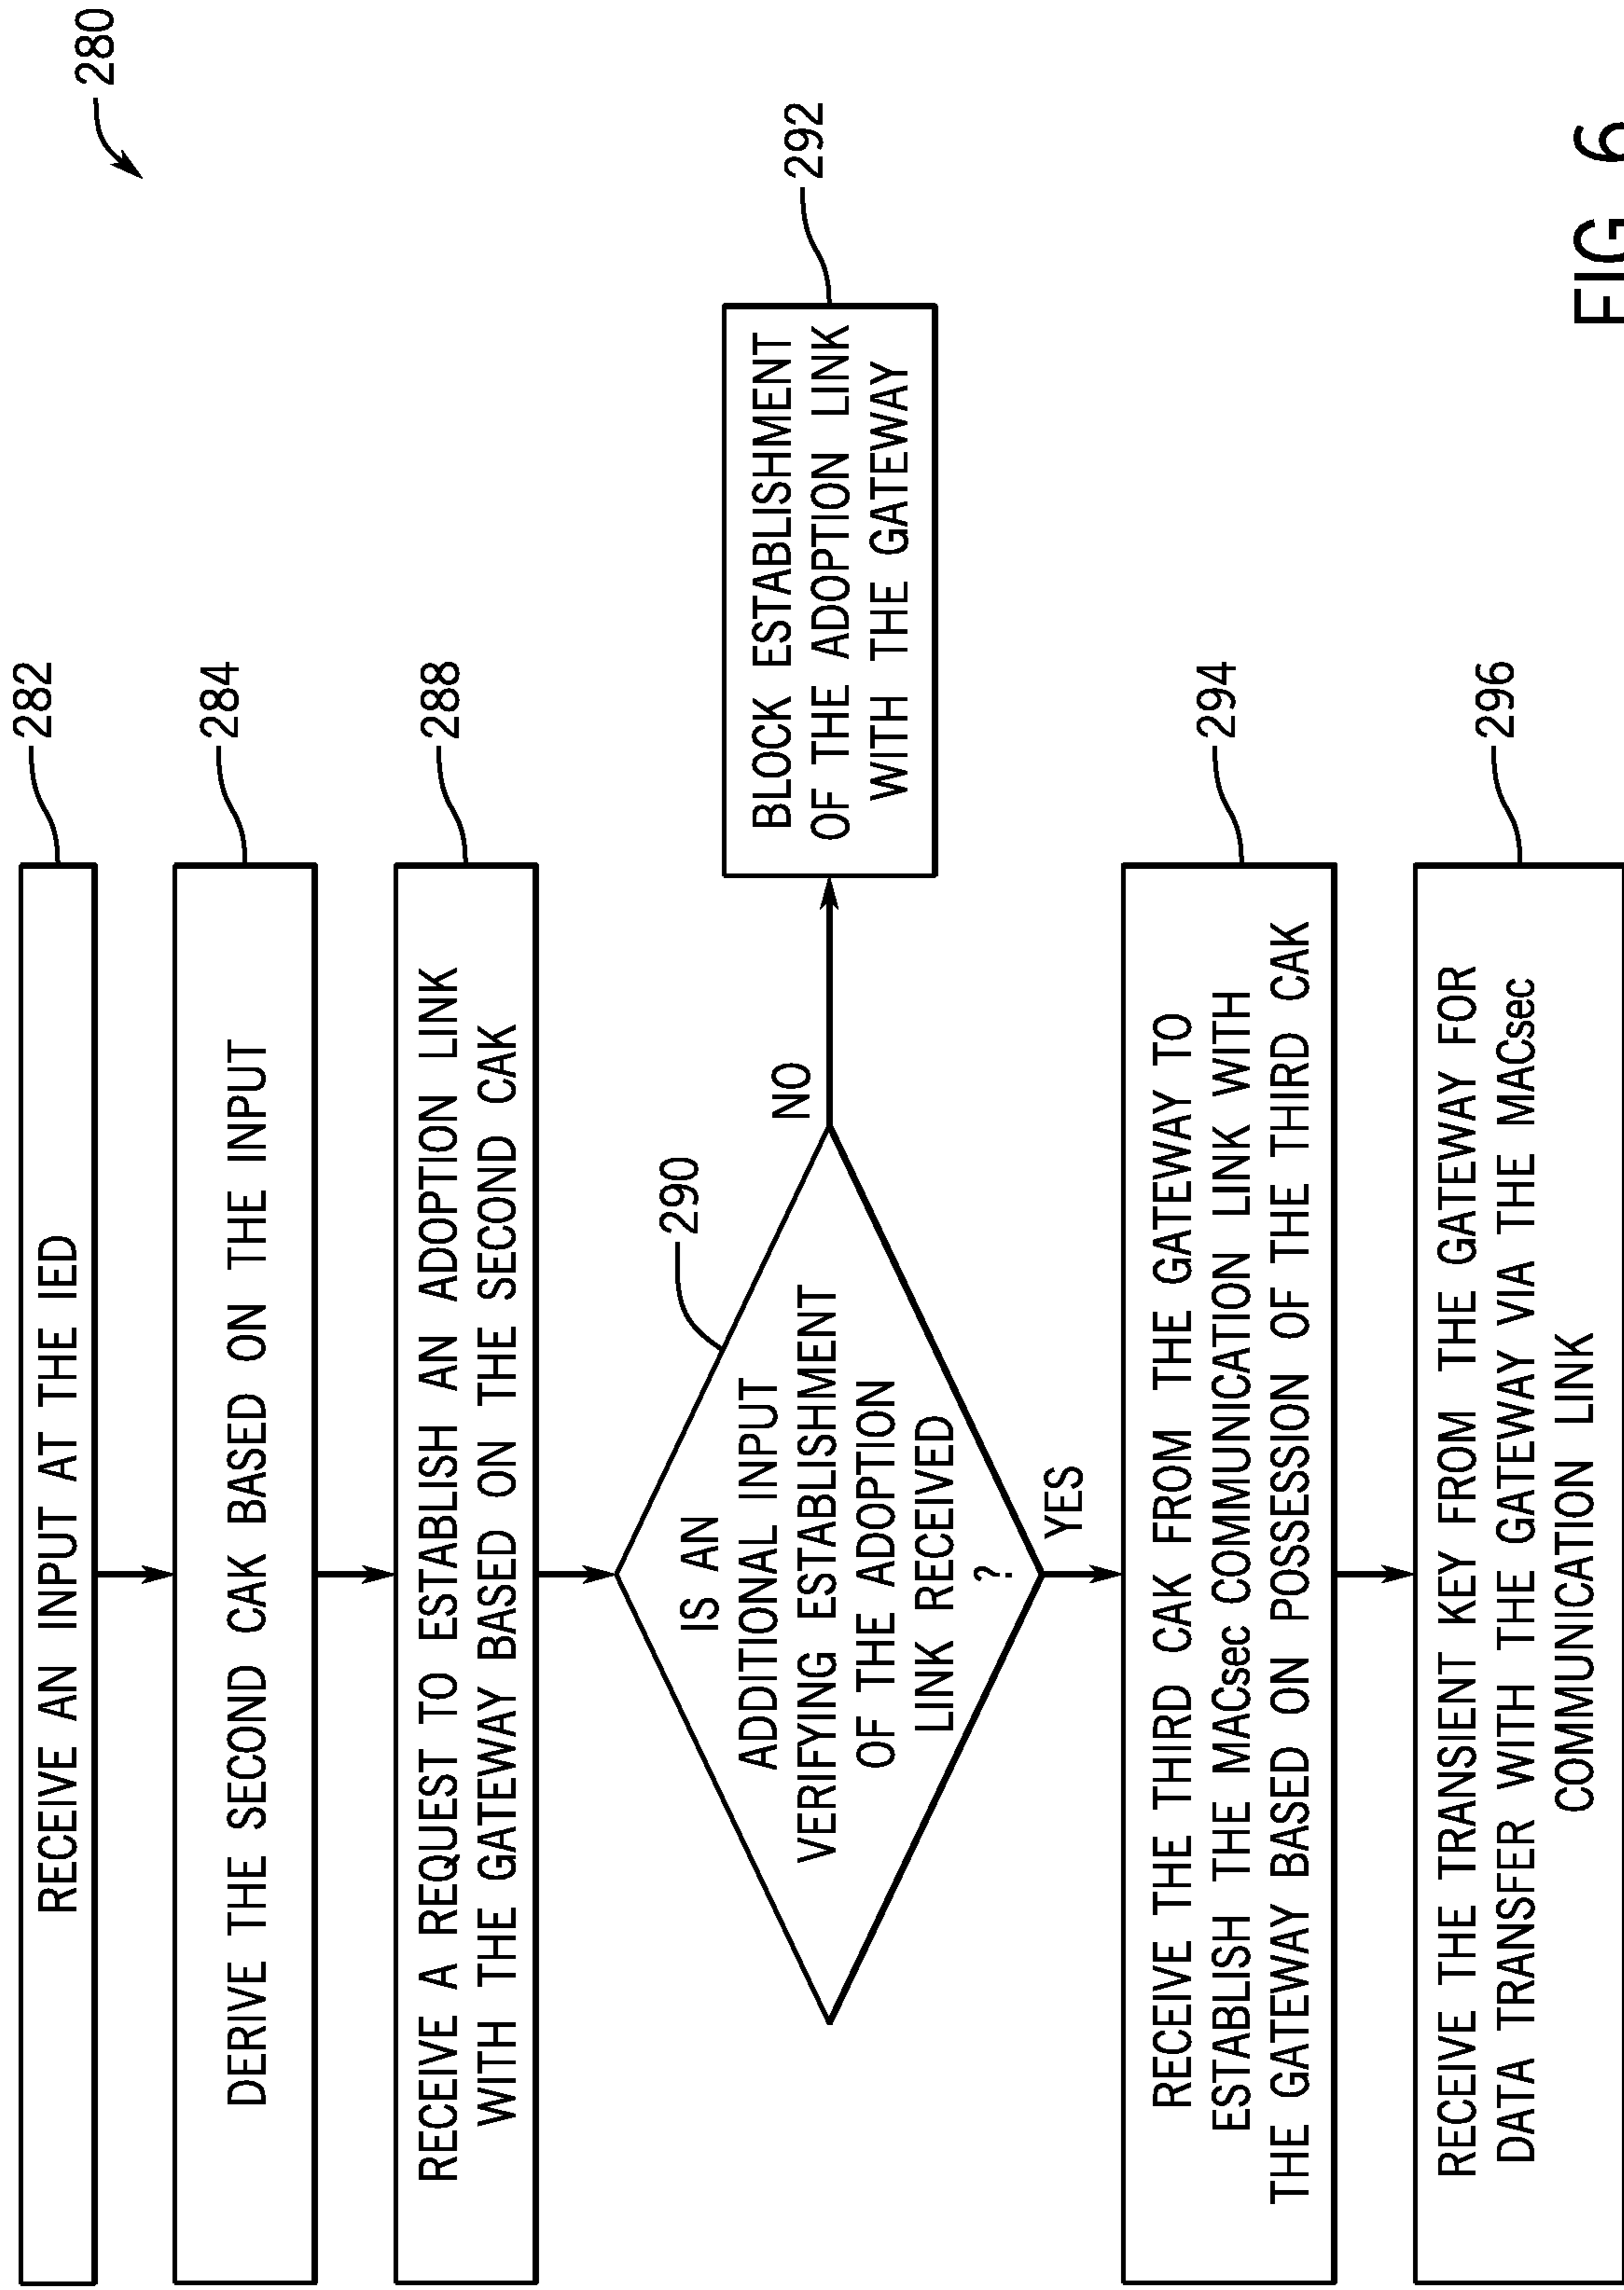 280
282
RECEIVE AN INPUT AT THE IED
284
DERIVE THE SECOND CAK BASED ON THE INPUT
288
RECEIVE A REQUEST TO ESTABLISH AN ADOPTION LINK
WITH THE GATEWAY BASED ON THE SECOND CAK
290
IS AN
ADDITIONAL INPUT
VERIFYING ESTABLISHMENT
OF THE ADOPTION
LINK RECEIVED
?
NO
292
BLOCK ESTABLISHMENT
OF THE ADOPTION LINK
WITH THE GATEWAY
YES
294
RECEIVE THE THIRD CAK FROM THE GATEWAY TO
ESTABLISH THE MACsec COMMUNICATION LINK WITH
THE GATEWAY BASED ON POSSESSION OF THE THIRD CAK
296
RECEIVE THE TRANSIENT KEY FROM THE GATEWAY FOR
DATA TRANSFER WITH THE GATEWAY VIA THE MACsec
COMMUNICATION LINK
FIG 6